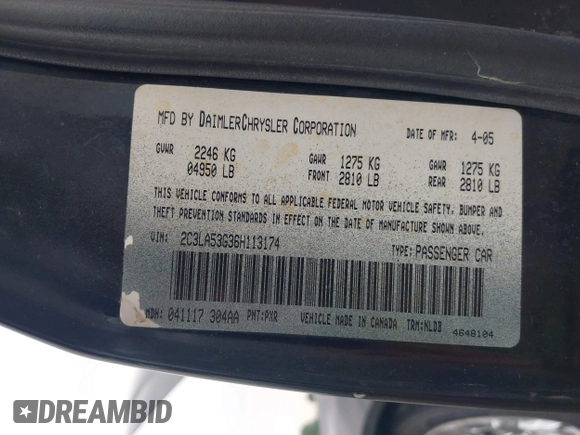 MFD BY DAIMLERCHRYSLER CORPORATION DATE OF MFR: 4-05
GVWR 2246 KG 04950 LB GAWR FRONT 1275 KG 2810 LB GAWR REAR 1275 KG 2810 LB
THIS VEHICLE CONFORMS TO ALL APPLICABLE FEDERAL MOTOR VEHICLE SAFETY, BUMPER AND
THEFT PREVENTION STANDARDS IN EFFECT ON THE DATE OF MANUFACTURE SHOWN ABOVE.
VIN: 2C3LA53G36H113174 TYPE: PASSENGER CAR
MDH: 041117 304AA PNT: PXR VEHICLE MADE IN CANADA TRM: NLDB 4648104
DREAMBID